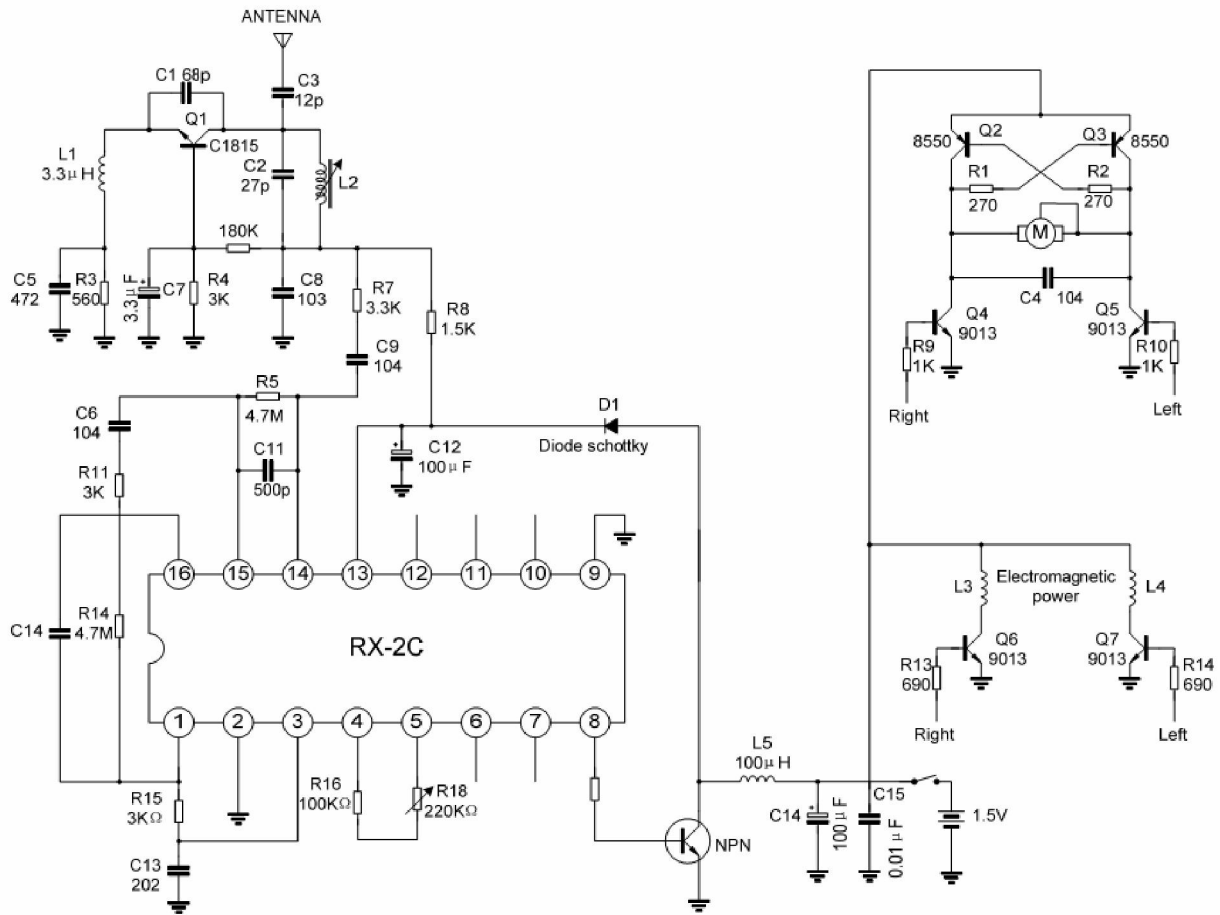 ANTENNA
C1 68p
C3
12p
Q1
C1815
L1
3.3μH
C2
27p
L2
180K
C5
472
R3
560
3.3μF
C7
R4
3K
C8
103
R7
3.3K
R8
1.5K
C9
104
R5
4.7M
C6
104
R11
3K
C11
500p
C12
100μF
D1
Diode schottky
16
15
14
13
12
11
10
9
C14
R14
4.7M
RX-2C
1
2
3
4
5
6
7
8
R15
3KΩ
C13
202
R16
100KΩ
R18
220KΩ
NPN
L5
100μH
C14
100μF
C15
0.01μF
1.5V
8550
Q2
Q3
8550
R1
270
R2
270
M
C4
104
Q4
9013
Q5
9013
R9
1K
R10
1K
Right
Left
L3
Electromagnetic
power
L4
Q6
9013
Q7
9013
R13
690
R14
690
Right
Left